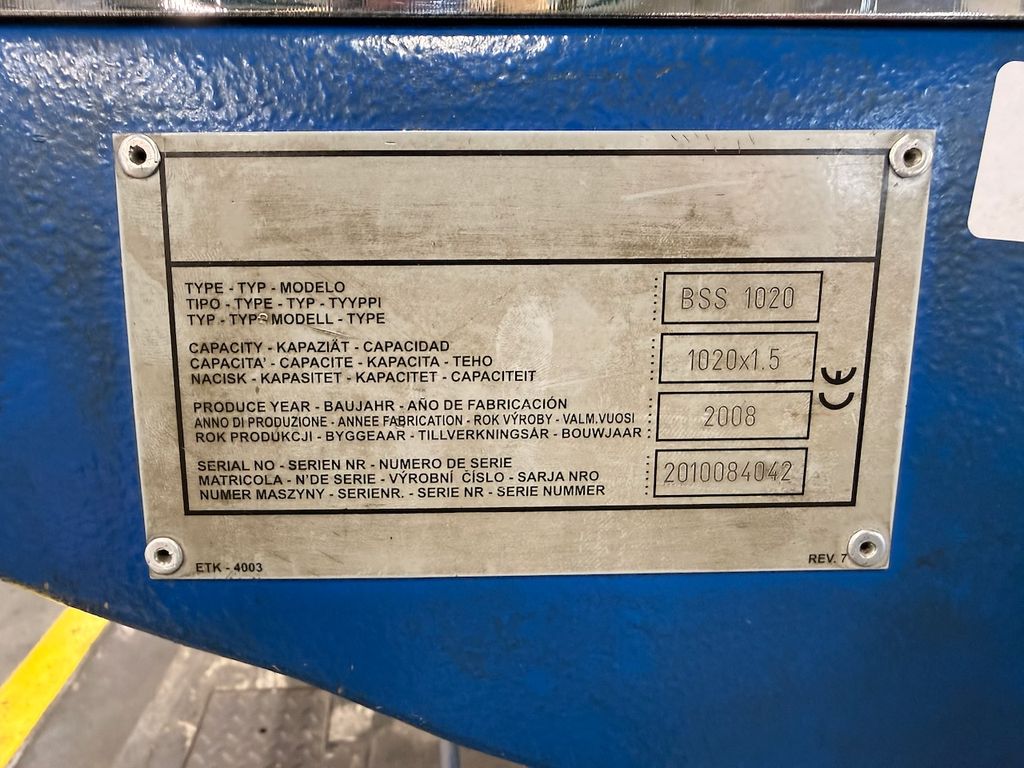 TYPE - TYP - MODELO
TIPO - TYPE - TYP - TYYPPI
TYP - TYP- MODELL - TYPE
: BSS 1020
CAPACITY - KAPAZIÄT - CAPACIDAD
CAPACITA' - CAPACITE - KAPACITA - TEHO
NACISK - KAPASITET - KAPACITET - CAPACITEIT
: 1020x1.5
PRODUCE YEAR - BAUJAHR - AÑO DE FABRICACIÓN
ANNO DI PRODUZIONE - ANNEE FABRICATION - ROK VÝROBY - VALM.VUOSI
ROK PRODUKCJI - BYGGEAAR - TILLVERKNINGSÅR - BOUWJAAR
: 2008
SERIAL NO - SERIEN NR - NUMERO DE SERIE
MATRICOLA - N'DE SERIE - VÝROBNÍ ČÍSLO - SARJA NRO
NUMER MASZYNY - SERIENR. - SERIE NR - SERIE NUMMER
: 2010084042
CE
ETK - 4003
REV. 7